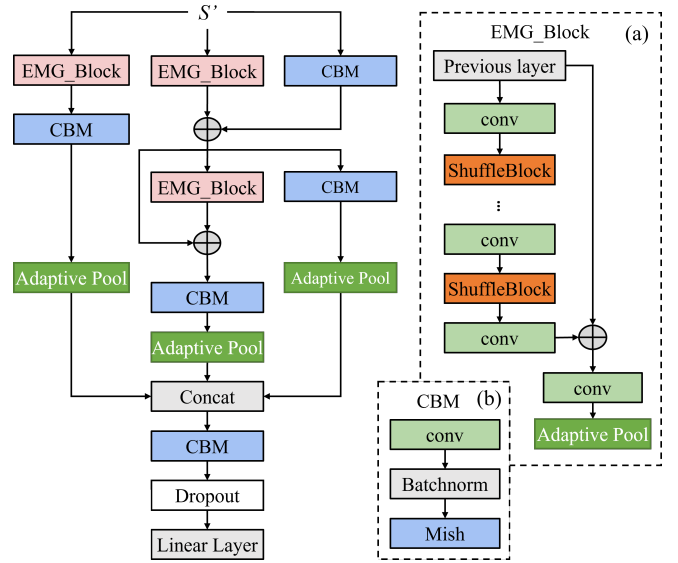 S’
EMG_Block
EMG_Block
CBM
CBM
EMG_Block
CBM
Adaptive Pool
Adaptive Pool
CBM
Adaptive Pool
Concat
CBM
Dropout
Linear Layer
EMG_Block
(a)
Previous layer
conv
ShuffleBlock
...
conv
ShuffleBlock
conv
conv
Adaptive Pool
CBM
(b)
conv
Batchnorm
Mish